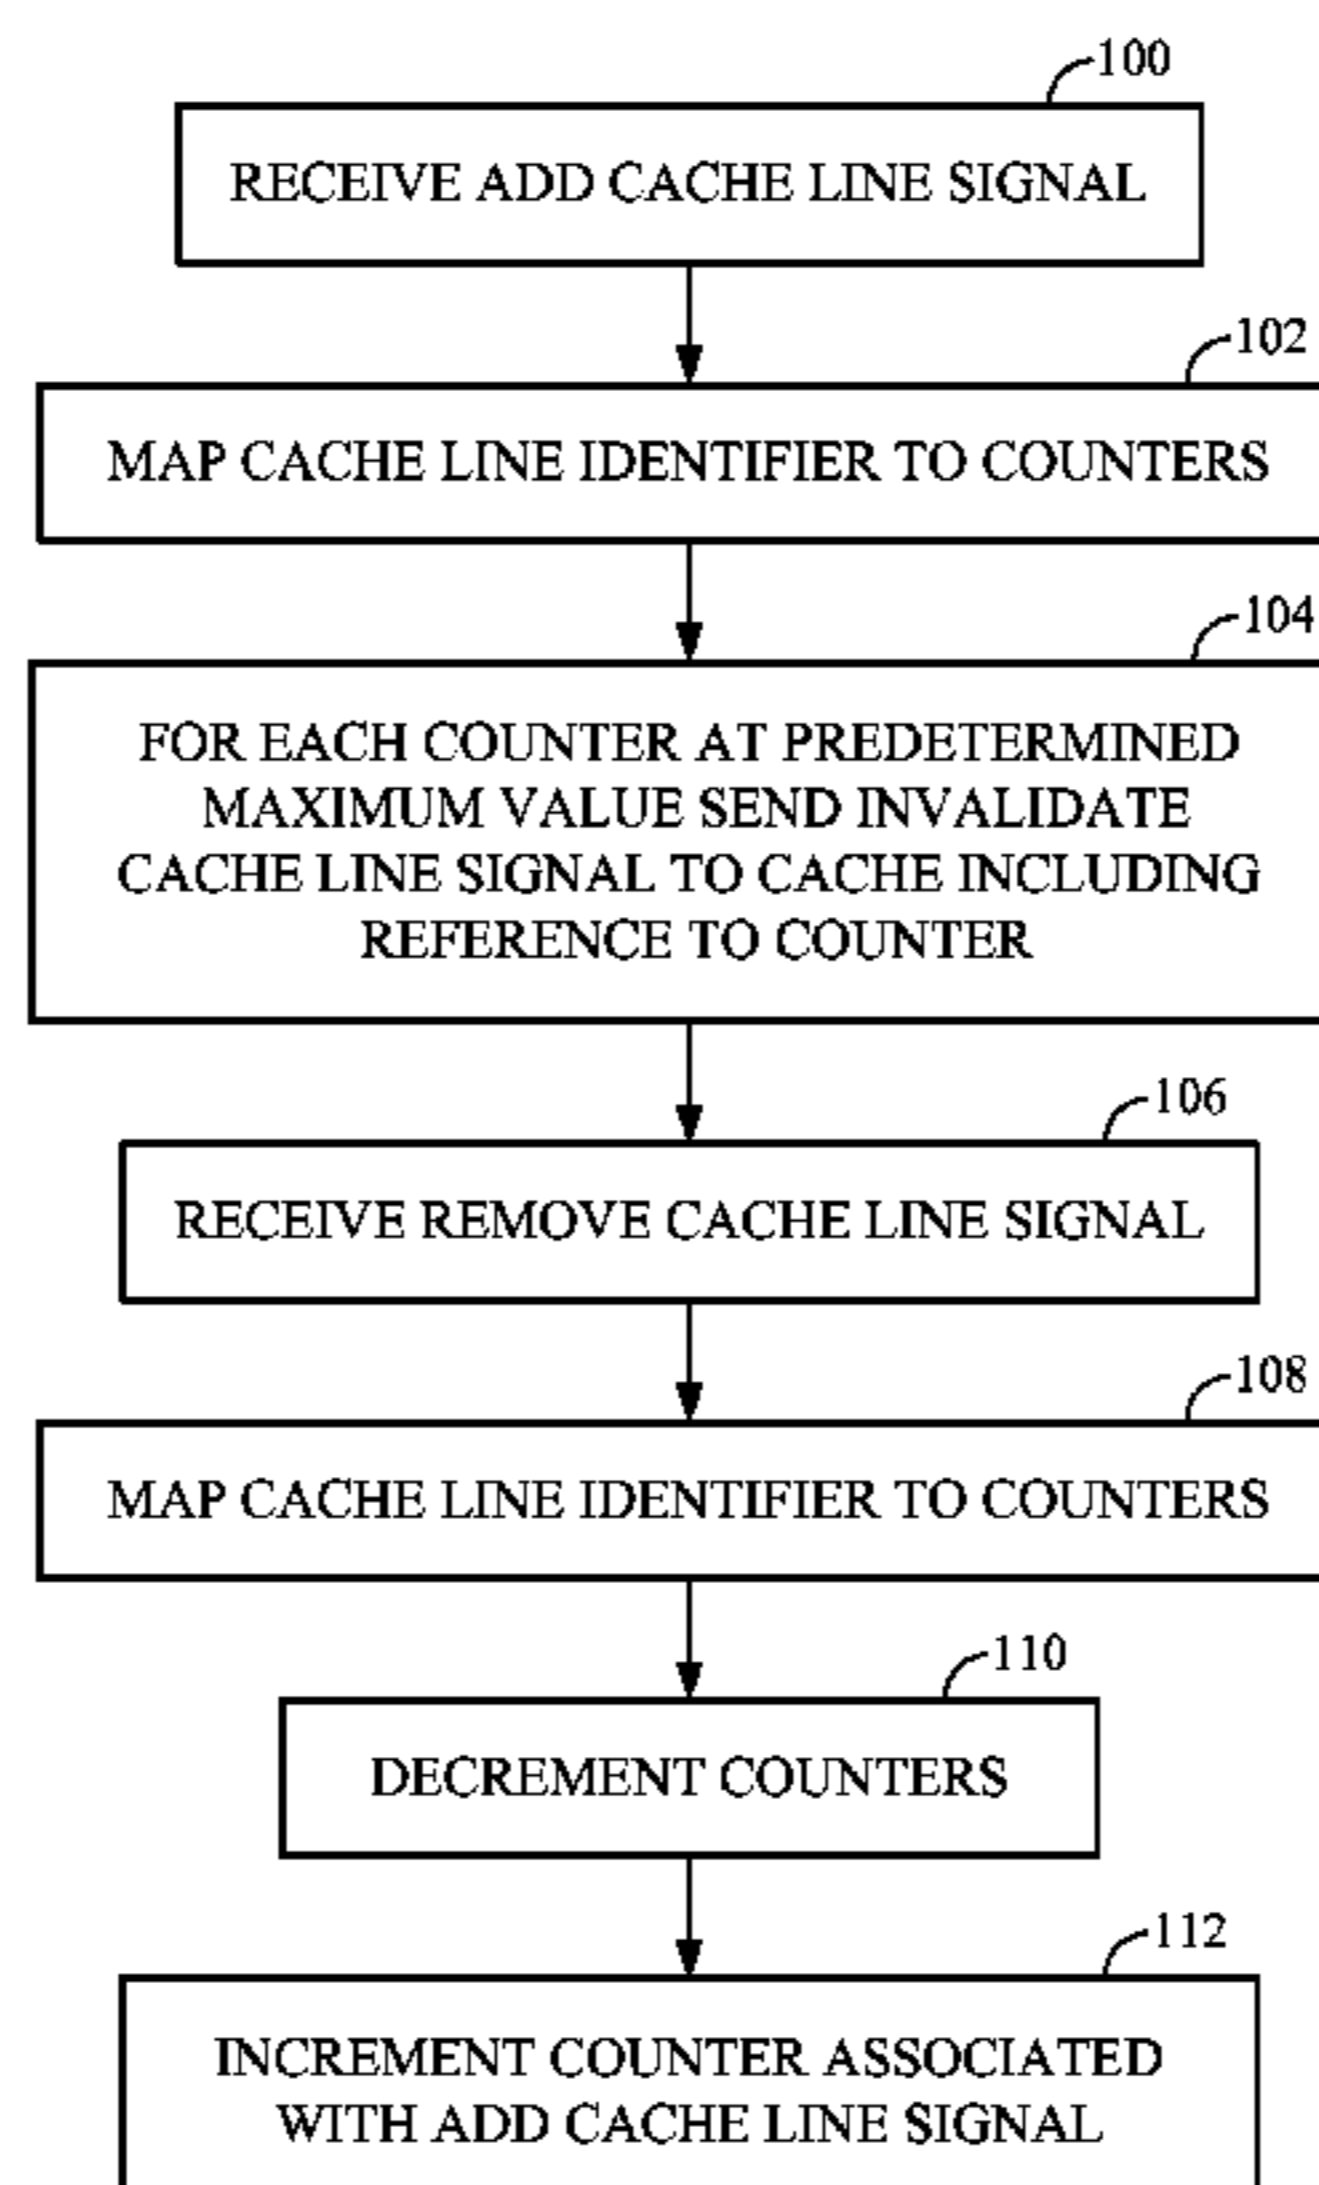 100
RECEIVE ADD CACHE LINE SIGNAL
102
MAP CACHE LINE IDENTIFIER TO COUNTERS
104
FOR EACH COUNTER AT PREDETERMINED
MAXIMUM VALUE SEND INVALIDATE
CACHE LINE SIGNAL TO CACHE INCLUDING
REFERENCE TO COUNTER
106
RECEIVE REMOVE CACHE LINE SIGNAL
108
MAP CACHE LINE IDENTIFIER TO COUNTERS
110
DECREMENT COUNTERS
112
INCREMENT COUNTER ASSOCIATED
WITH ADD CACHE LINE SIGNAL